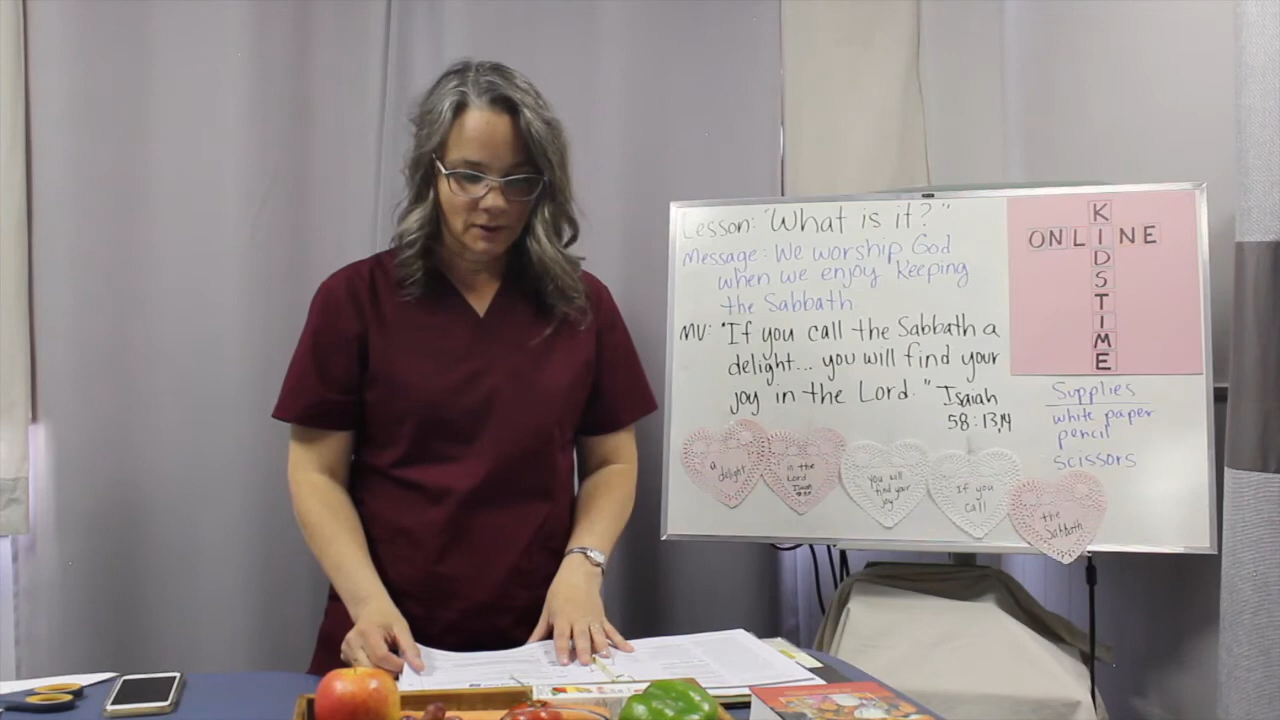 Lesson: "What is it?"
Message: We worship God
when we enjoy keeping
the Sabbath
MV: "If you call the Sabbath a
delight... you will find your
joy in the Lord." Isaiah
58:13,14
KIDSTIME
ONLINE
Supplies
white paper
pencil
scissors
a
delight
in the
Lord
Isaiah
you will
find your
joy
If you
call
the
Sabbath